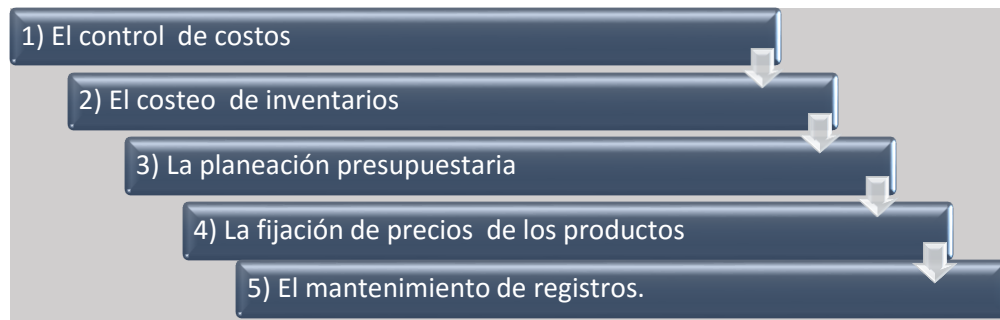 1) El control de costos
2) El costeo de inventarios
3) La planeación presupuestaria
4) La fijación de precios de los productos
5) El mantenimiento de registros.